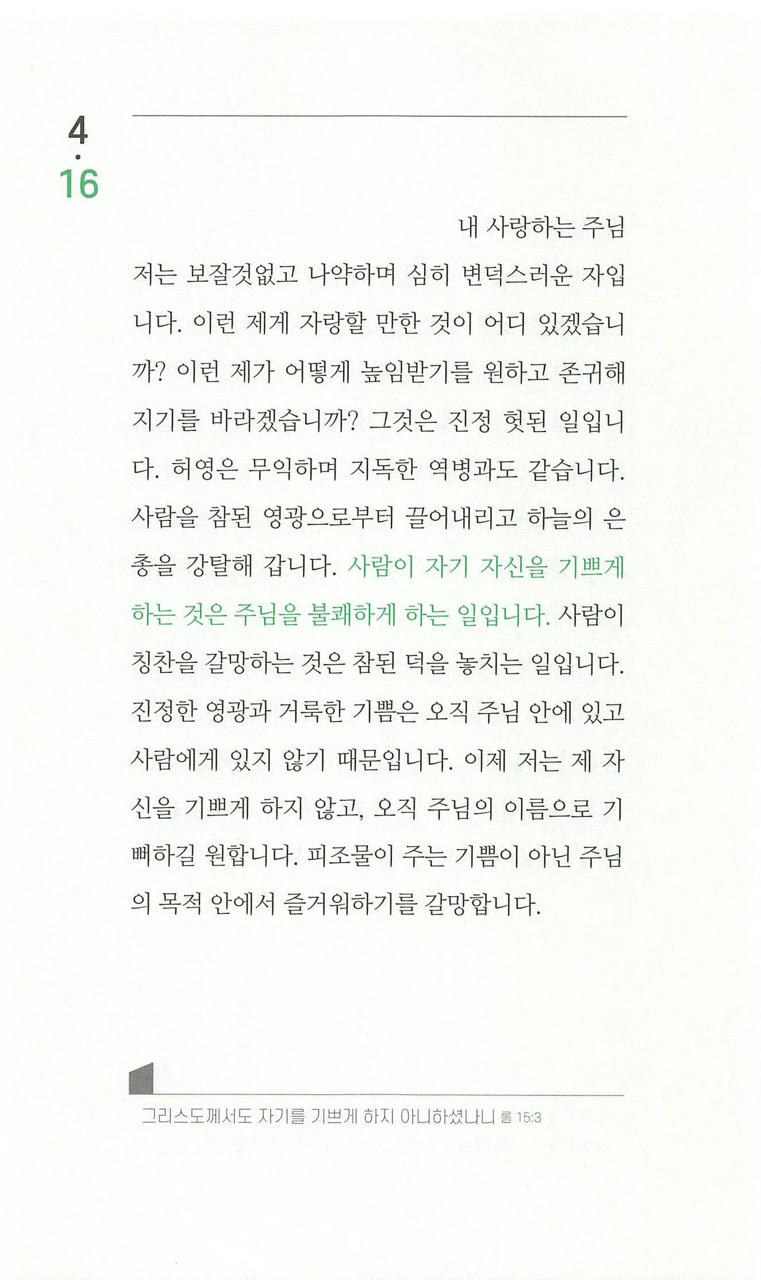 4
·
16
내 사랑하는 주님
저는 보잘것없고 나약하며 심히 변덕스러운 자입
니다. 이런 제게 자랑할 만한 것이 어디 있겠습니
까? 이런 제가 어떻게 높임받기를 원하고 존귀해
지기를 바라겠습니까? 그것은 진정 헛된 일입니
다. 허영은 무익하며 지독한 역병과도 같습니다.
사람을 참된 영광으로부터 끌어내리고 하늘의 은
총을 강탈해 갑니다. 사람이 자기 자신을 기쁘게
하는 것은 주님을 불쾌하게 하는 일입니다. 사람이
칭찬을 갈망하는 것은 참된 덕을 놓치는 일입니다.
진정한 영광과 거룩한 기쁨은 오직 주님 안에 있고
사람에게 있지 않기 때문입니다. 이제 저는 제 자
신을 기쁘게 하지 않고, 오직 주님의 이름으로 기
뻐하길 원합니다. 피조물이 주는 기쁨이 아닌 주님
의 목적 안에서 즐거워하기를 갈망합니다.
그리스도께서도 자기를 기쁘게 하지 아니하셨나니 롬 15:3